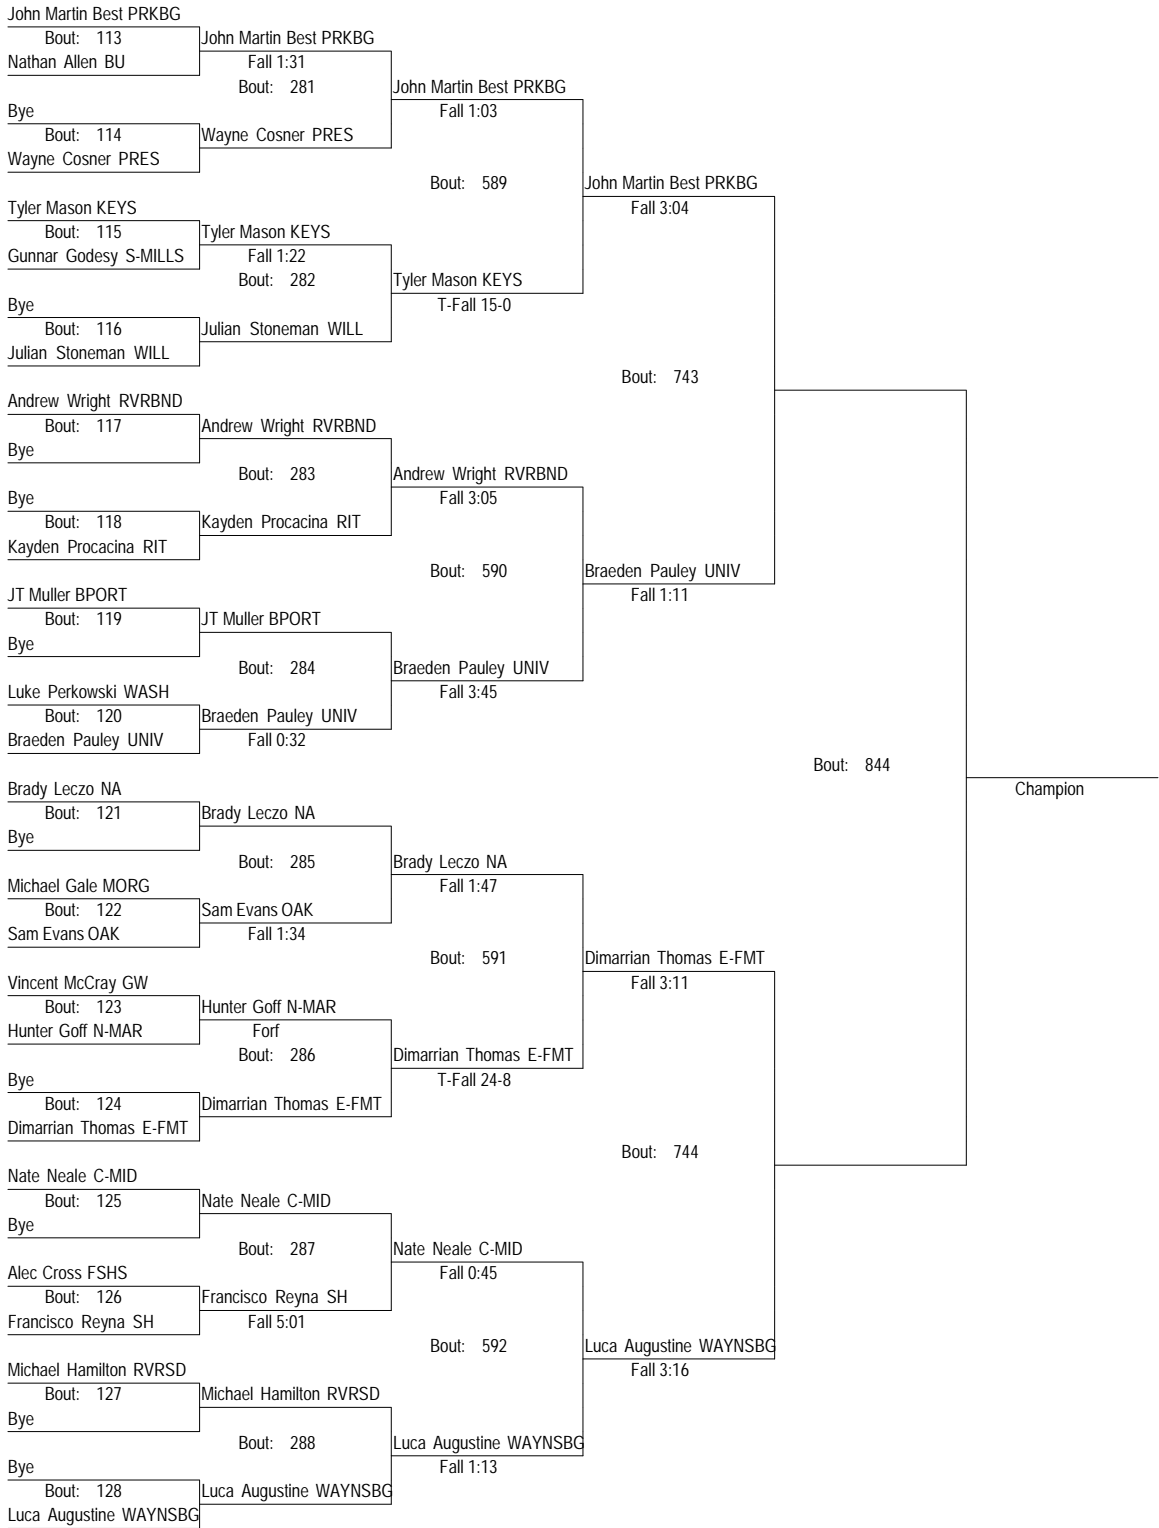 John Martin Best PRKBG
Bout: 113
Nathan Allen BU
John Martin Best PRKBG
Fall 1:31
Bout: 281
Bye
Bout: 114
Wayne Cosner PRES
Wayne Cosner PRES
John Martin Best PRKBG
Fall 1:03
Bout: 589
Tyler Mason KEYS
Bout: 115
Gunnar Godesy S-MILLS
Tyler Mason KEYS
Fall 1:22
Bout: 282
Bye
Bout: 116
Julian Stoneman WILL
Julian Stoneman WILL
Tyler Mason KEYS
T-Fall 15-0
John Martin Best PRKBG
Fall 3:04
Bout: 743
Andrew Wright RVRBND
Bout: 117
Bye
Andrew Wright RVRBND
Bout: 283
Bye
Bout: 118
Kayden Procacina RIT
Kayden Procacina RIT
Andrew Wright RVRBND
Fall 3:05
Bout: 590
JT Muller BPORT
Bout: 119
Bye
JT Muller BPORT
Bout: 284
Luke Perkowski WASH
Bout: 120
Braeden Pauley UNIV
Braeden Pauley UNIV
Fall 0:32
Braeden Pauley UNIV
Fall 3:45
Braeden Pauley UNIV
Fall 1:11
Bout: 844
Champion
Brady Leczo NA
Bout: 121
Bye
Brady Leczo NA
Bout: 285
Michael Gale MORG
Bout: 122
Sam Evans OAK
Sam Evans OAK
Fall 1:34
Brady Leczo NA
Fall 1:47
Bout: 591
Vincent McCray GW
Bout: 123
Hunter Goff N-MAR
Hunter Goff N-MAR
Forf
Bout: 286
Bye
Bout: 124
Dimarrian Thomas E-FMT
Dimarrian Thomas E-FMT
Dimarrian Thomas E-FMT
T-Fall 24-8
Dimarrian Thomas E-FMT
Fall 3:11
Bout: 744
Nate Neale C-MID
Bout: 125
Bye
Nate Neale C-MID
Bout: 287
Alec Cross FSHS
Bout: 126
Francisco Reyna SH
Francisco Reyna SH
Fall 5:01
Nate Neale C-MID
Fall 0:45
Bout: 592
Michael Hamilton RVRSD
Bout: 127
Bye
Michael Hamilton RVRSD
Bout: 288
Bye
Bout: 128
Luca Augustine WAYNSBG
Luca Augustine WAYNSBG
Luca Augustine WAYNSBG
Fall 1:13
Luca Augustine WAYNSBG
Fall 3:16